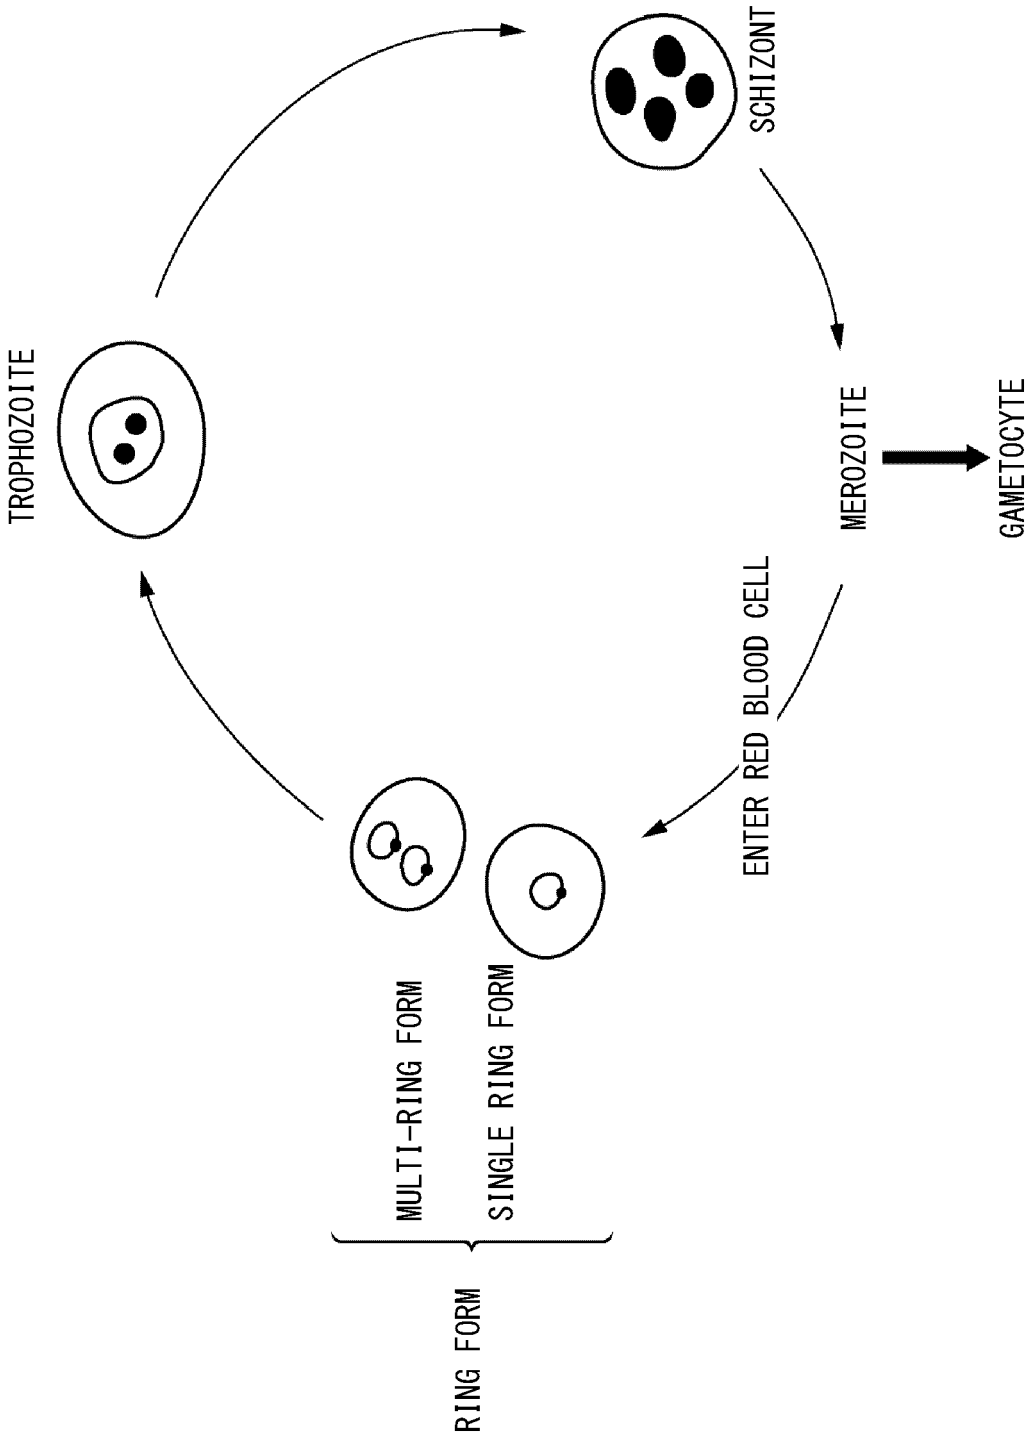 TROPHOZOITE
SCHIZONT
MULTI-RING FORM
RING FORM
SINGLE RING FORM
ENTER RED BLOOD CELL
MEROZOITE
GAMETOCYTE